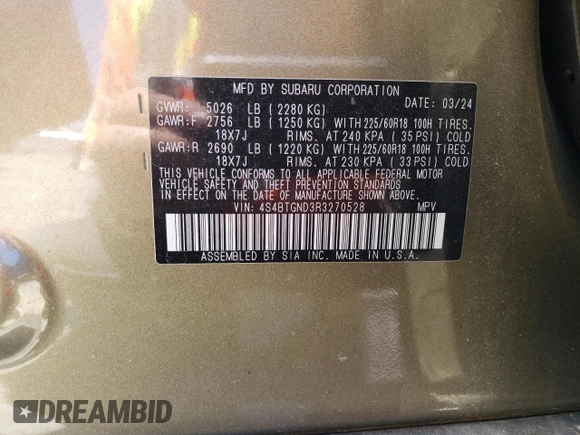 MFD BY SUBARU CORPORATION
GVWR: 5026 LB (2280 KG) DATE: 03/24
GAWR:F 2756 LB (1250 KG) WITH 225/60R18 100H TIRES.
18X7J RIMS. AT 240 KPA (35 PSI) COLD
GAWR:R 2690 LB (1220 KG) WITH 225/60R18 100H TIRES.
18X7J RIMS. AT 230 KPA (33 PSI) COLD
THIS VEHICLE CONFORMS TO ALL APPLICABLE FEDERAL MOTOR
VEHICLE SAFETY AND THEFT PREVENTION STANDARDS
IN EFFECT ON THE DATE OF MANUFACTURE SHOWN ABOVE.
VIN: 4S4BTGND3R3270528 MPV
ASSEMBLED BY SIA INC. MADE IN U.S.A.
DREAMBID